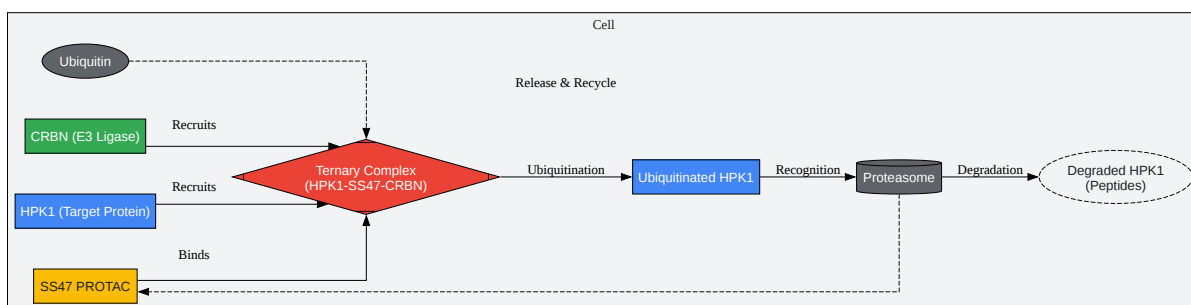 Cell
Ubiquitin
Release & Recycle
CRBN (E3 Ligase)
Recruits
HPK1 (Target Protein)
Recruits
SS47 PROTAC
Binds
Ternary Complex
(HPK1-SS47-CRBN)
Ubiquitination
Ubiquitinated HPK1
Recognition
Proteasome
Degradation
Degraded HPK1
(Peptides)